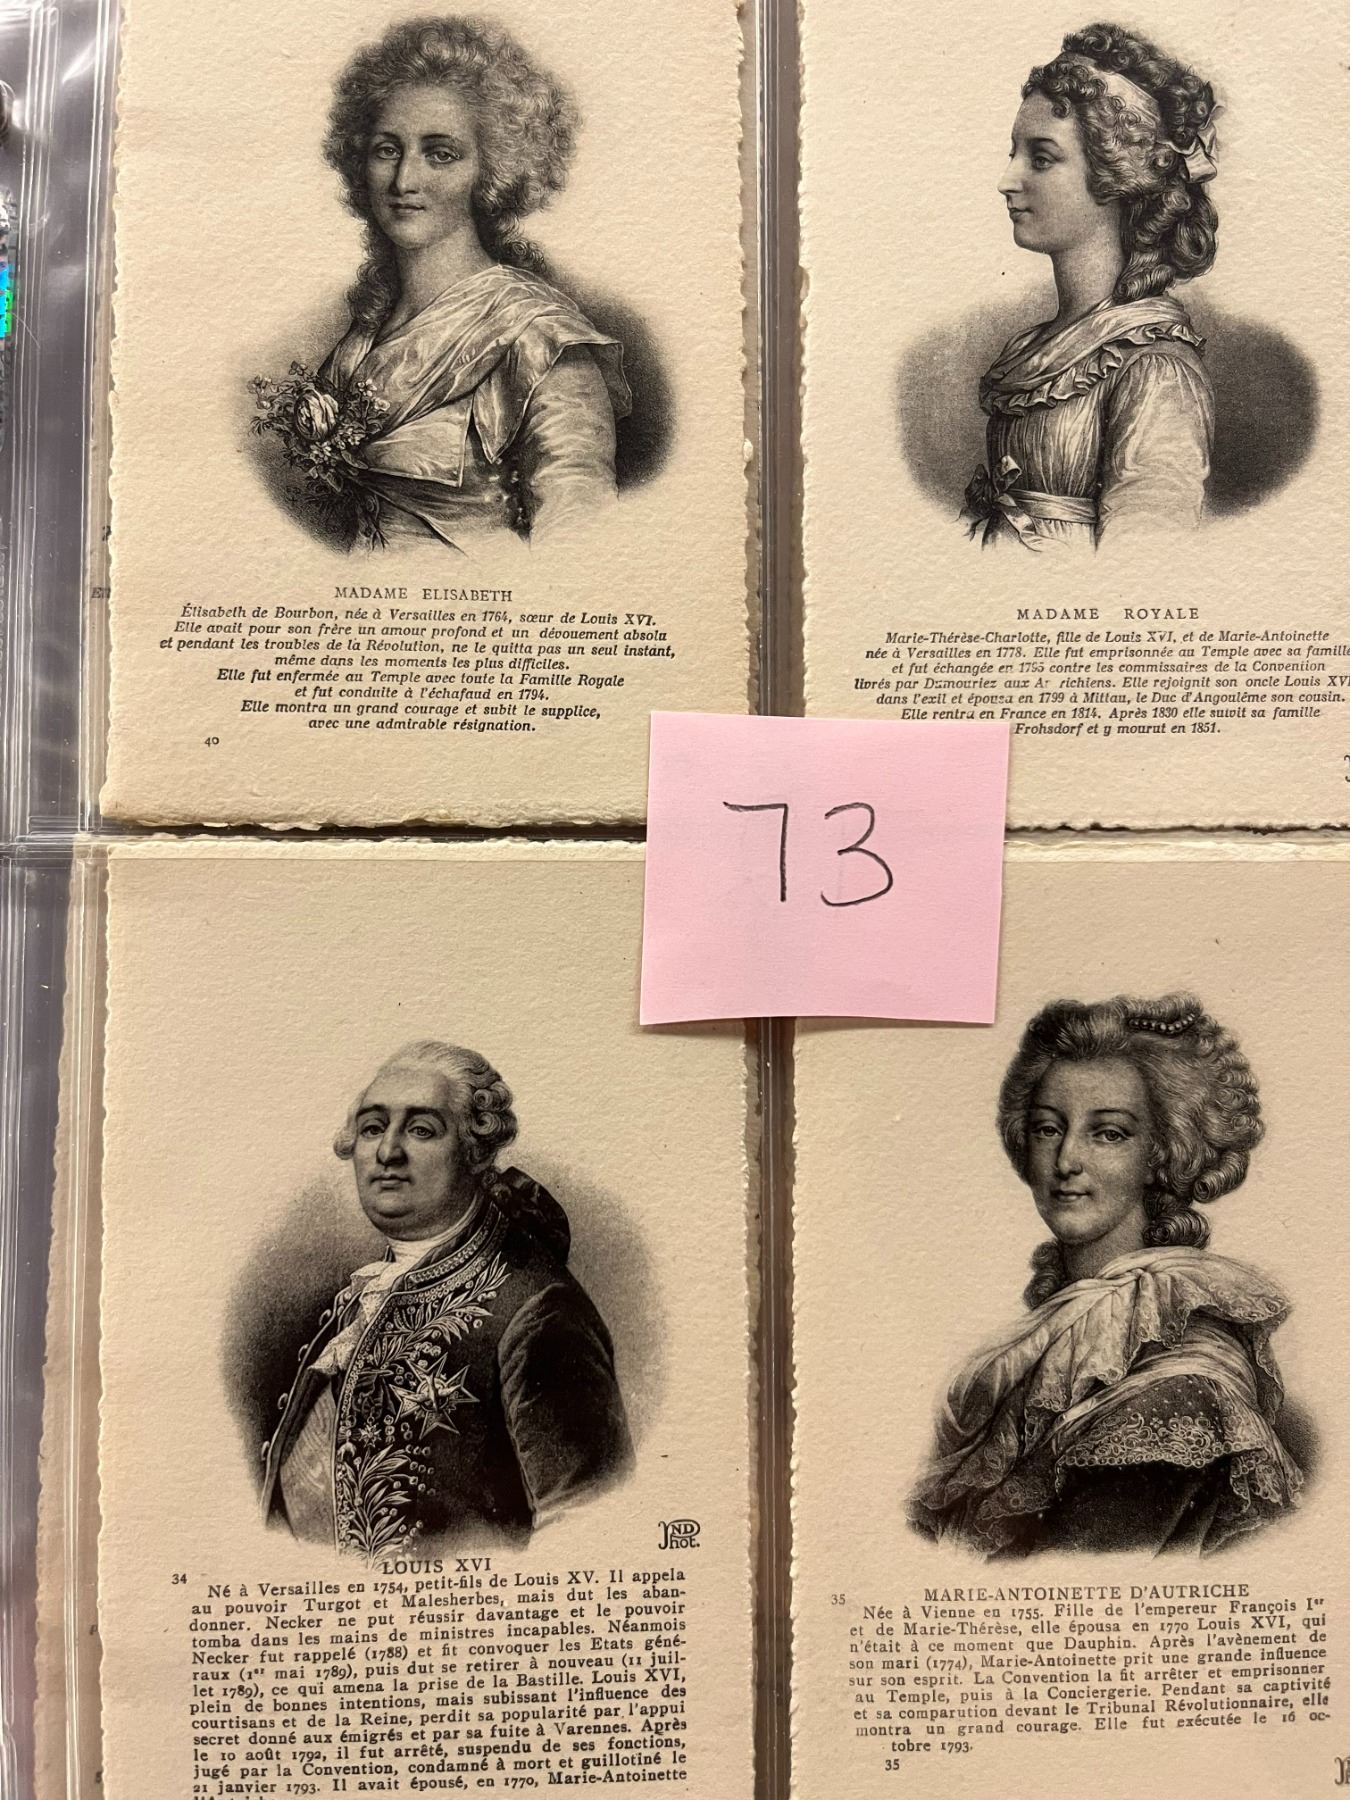 MADAME ELISABETH
Élisabeth de Bourbon, née à Versailles en 1764, sœur de Louis XVI.
Elle avait pour son frère un amour profond et un dévouement absolu
et pendant les troubles de la Révolution, ne le quitta pas un seul instant,
même dans les moments les plus difficiles.
Elle fut enfermée au Temple avec toute la Famille Royale
et fut conduite à l'échafaud en 1794.
Elle montra un grand courage et subit le supplice,
avec une admirable résignation.
40
MADAME ROYALE
Marie-Thérèse-Charlotte, fille de Louis XVI, et de Marie-Antoinette
née à Versailles en 1778. Elle fut emprisonnée au Temple avec sa famille
et fut échangée en 1795 contre les commissaires de la Convention
livrés par Dumouriez aux A richiens. Elle rejoignit son oncle Louis XVI
dans l'exil et épousa en 1799 à Mittau, le Duc d'Angoulême son cousin.
Elle rentra en France en 1814. Après 1830 elle suivit sa famille
Frohsdorf et y mourut en 1851.
73
ND
Phot.
34
LOUIS XVI
Né à Versailles en 1754, petit-fils de Louis XV. Il appela
au pouvoir Turgot et Malesherbes, mais dut les aban-
donner. Necker ne put réussir davantage et le pouvoir
tomba dans les mains de ministres incapables. Néanmois
Necker fut rappelé (1788) et fit convoquer les Etats géné-
raux (1er mai 1789), puis dut se retirer à nouveau (11 juil-
let 1789), ce qui amena la prise de la Bastille. Louis XVI,
plein de bonnes intentions, mais subissant l'influence des
courtisans et de la Reine, perdit sa popularité par l'appui
secret donné aux émigrés et par sa fuite à Varennes. Après
le 10 août 1792, il fut arrêté, suspendu de ses fonctions,
jugé par la Convention, condamné à mort et guillotiné le
21 janvier 1793. Il avait épousé, en 1770, Marie-Antoinette
35
MARIE-ANTOINETTE D'AUTRICHE
Née à Vienne en 1755. Fille de l'empereur François Ier
et de Marie-Thérèse, elle épousa en 1770 Louis XVI, qui
n'était à ce moment que Dauphin. Après l'avènement de
son mari (1774), Marie-Antoinette prit une grande influence
sur son esprit. La Convention la fit arrêter et emprisonner
au Temple, puis à la Conciergerie. Pendant sa captivité
et sa comparution devant le Tribunal Révolutionnaire, elle
montra un grand courage. Elle fut exécutée le 16 oc-
tobre 1793.
35